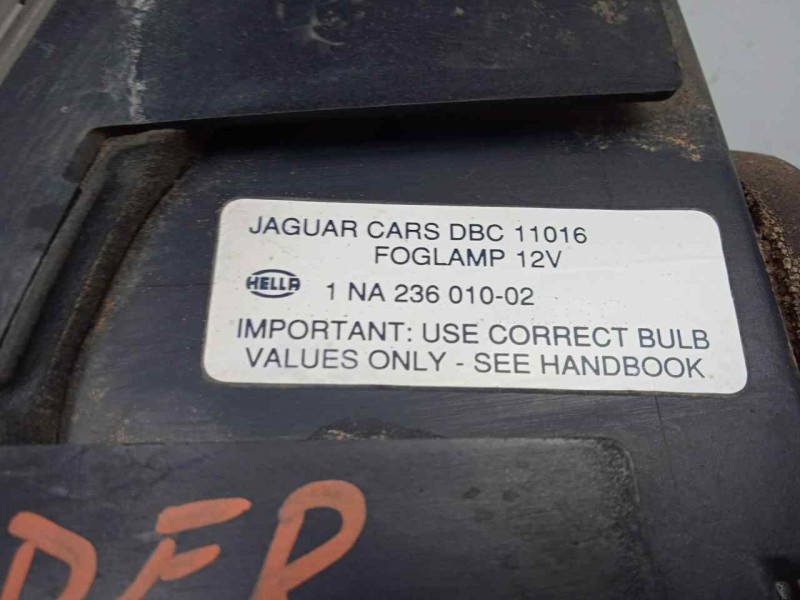 JAGUAR CARS DBC 11016
FOGLAMP 12V
HELLA 1 NA 236 010-02
IMPORTANT: USE CORRECT BULB
VALUES ONLY - SEE HANDBOOK
DER